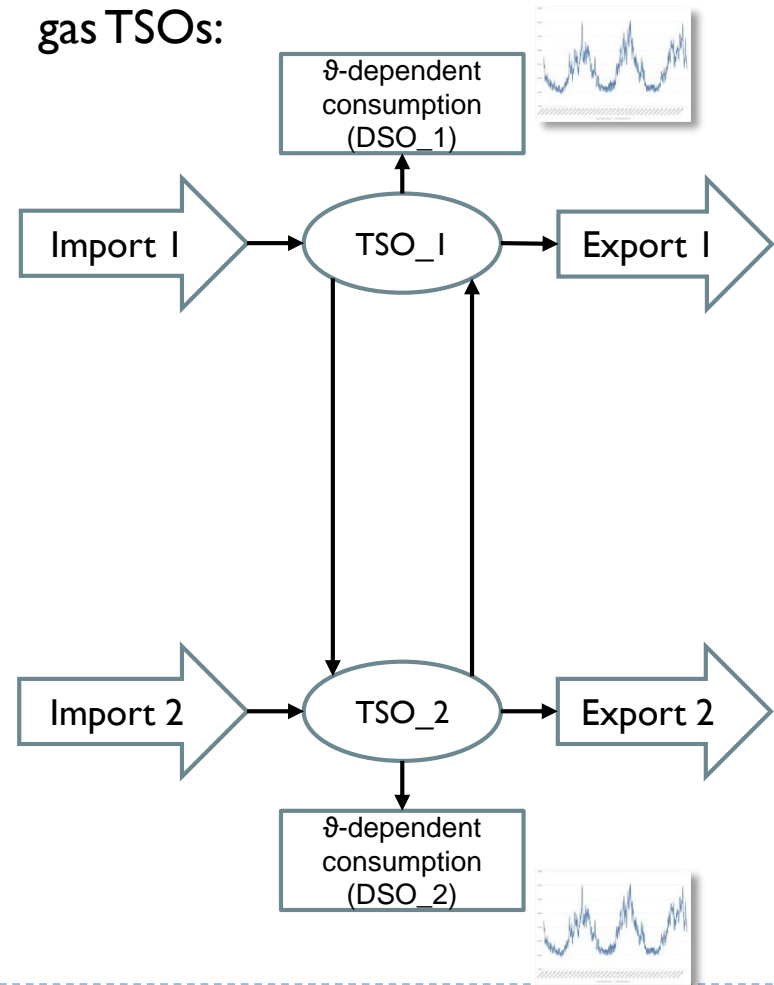 gas TSOs:
ϑ-dependent
consumption
(DSO_1)
Import 1
TSO_1
Export 1
Import 2
TSO_2
Export 2
ϑ-dependent
consumption
(DSO_2)